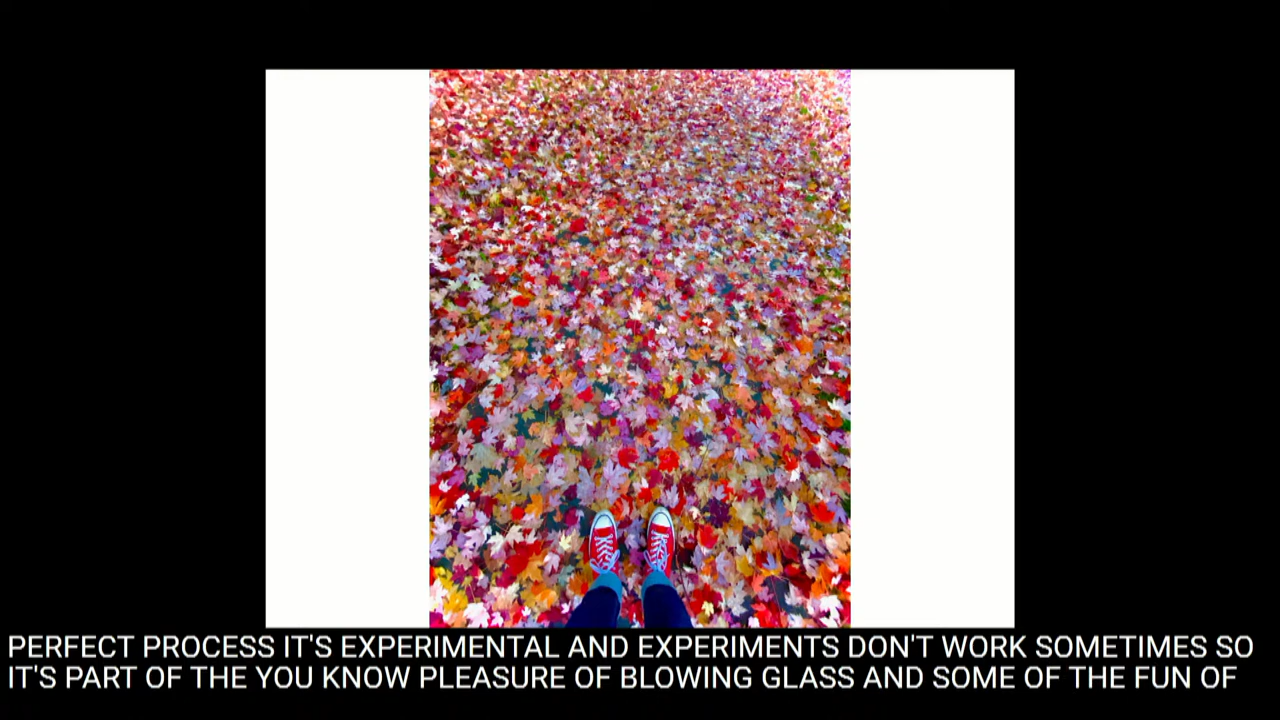 PERFECT PROCESS IT'S EXPERIMENTAL AND EXPERIMENTS DON'T WORK SOMETIMES SO
IT'S PART OF THE YOU KNOW PLEASURE OF BLOWING GLASS AND SOME OF THE FUN OF